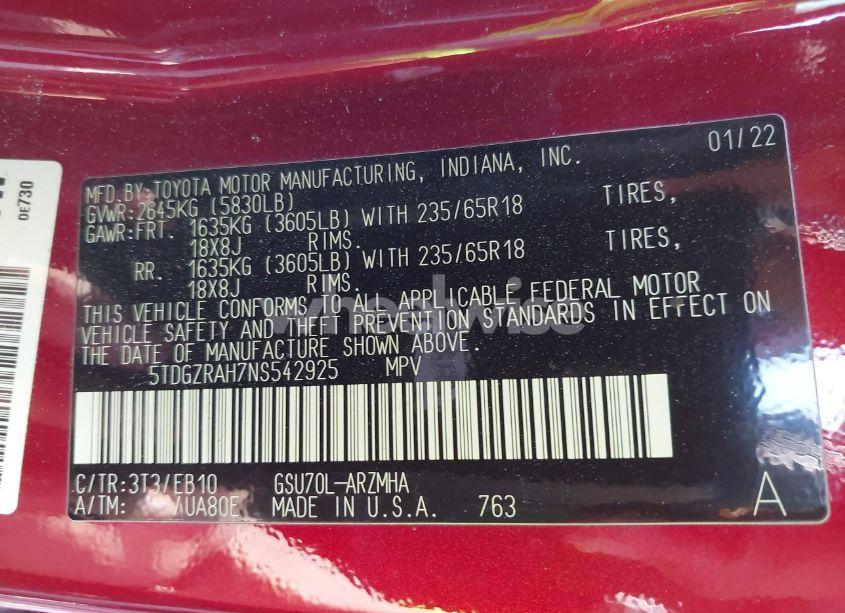 MFD.BY:TOYOTA MOTOR MANUFACTURING, INDIANA, INC. 01/22
GVWR:2645KG (5830LB)
GAWR:FRT. 1635KG (3605LB) WITH 235/65R18 TIRES,
18X8J RIMS.
RR. 1635KG (3605LB) WITH 235/65R18 TIRES,
18X8J RIMS.
THIS VEHICLE CONFORMS TO ALL APPLICABLE FEDERAL MOTOR
VEHICLE SAFETY AND THEFT PREVENTION STANDARDS IN EFFECT ON
THE DATE OF MANUFACTURE SHOWN ABOVE.
5TDGZRAH7NS542925 MPV
C/TR:3T3/EB10 GSU70L-ARZMHA
A/TM: /UA80E MADE IN U.S.A. 763 A
0E730